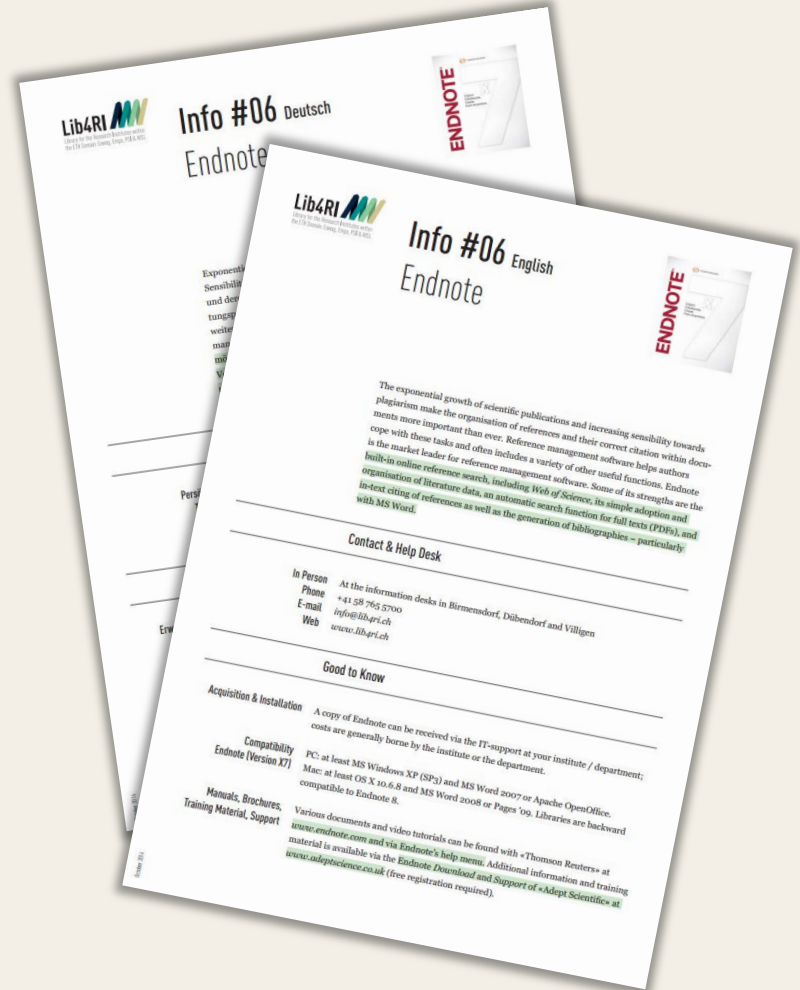 Lib4RI
Library for the Research Institutes within
the ETH Domain: Eawag, Empa, PSI & WSL
Info #06 Deutsch
Endnote
ENDNOTE
Sensibilit
und der
tungsp
weite
Lib4RI
Library for the Research Institutes within
the ETH Domain: Eawag, Empa, PSI & WSL
Info #06 English
Endnote
ENDNOTE
The exponential growth of scientific publications and increasing sensibility towards
plagiarism make the organisation of references and their correct citation within docu-
ments more important than ever. Reference management software helps authors
cope with these tasks and often includes a variety of other useful functions. Endnote
is the market leader for reference management software. Some of its strengths are the
built-in online reference search, including Web of Science, its simple adoption and
organisation of literature data, an automatic search function for full texts (PDFs), and
in-text citing of references as well as the generation of bibliographies – particularly
with MS Word.
Contact & Help Desk
In Person At the information desks in Birmensdorf, Dübendorf and Villigen
Phone +41 58 765 5700
E-mail info@lib4ri.ch
Web www.lib4ri.ch
Good to Know
Acquisition & Installation A copy of Endnote can be received via the IT-support at your institute / department;
costs are generally borne by the institute or the department.
Compatibility PC: at least MS Windows XP (SP3) and MS Word 2007 or Apache OpenOffice.
Endnote (Version X7) Mac: at least OS X 10.6.8 and MS Word 2008 or Pages '09. Libraries are backward
compatible to Endnote 8.
Manuals, Brochures, Various documents and video tutorials can be found with «Thomson Reuters» at
Training Material, Support www.endnote.com and via Endnote's help menu. Additional information and training
material is available via the Endnote Download and Support of «Adept Scientific» at
www.adeptscience.co.uk (free registration required).
October 2014